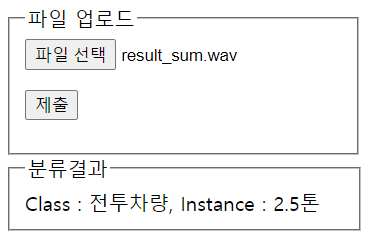 파일 업로드
파일 선택 result_sum.wav
제출
분류결과
Class : 전투차량, Instance : 2.5톤